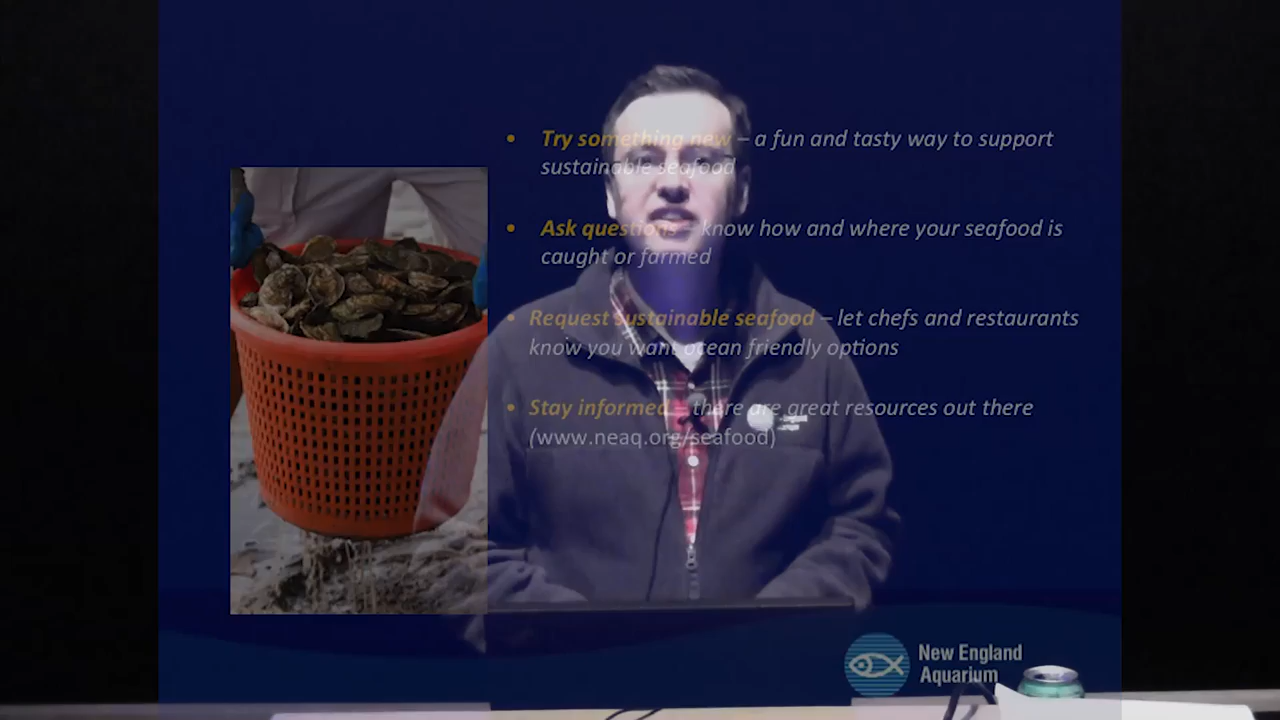 • Try something new – a fun and tasty way to support
sustainable seafood
• Ask questions – know how and where your seafood is
caught or farmed
• Request sustainable seafood – let chefs and restaurants
know you want ocean friendly options
• Stay informed – there are great resources out there
(www.neaq.org/seafood)
New England
Aquarium